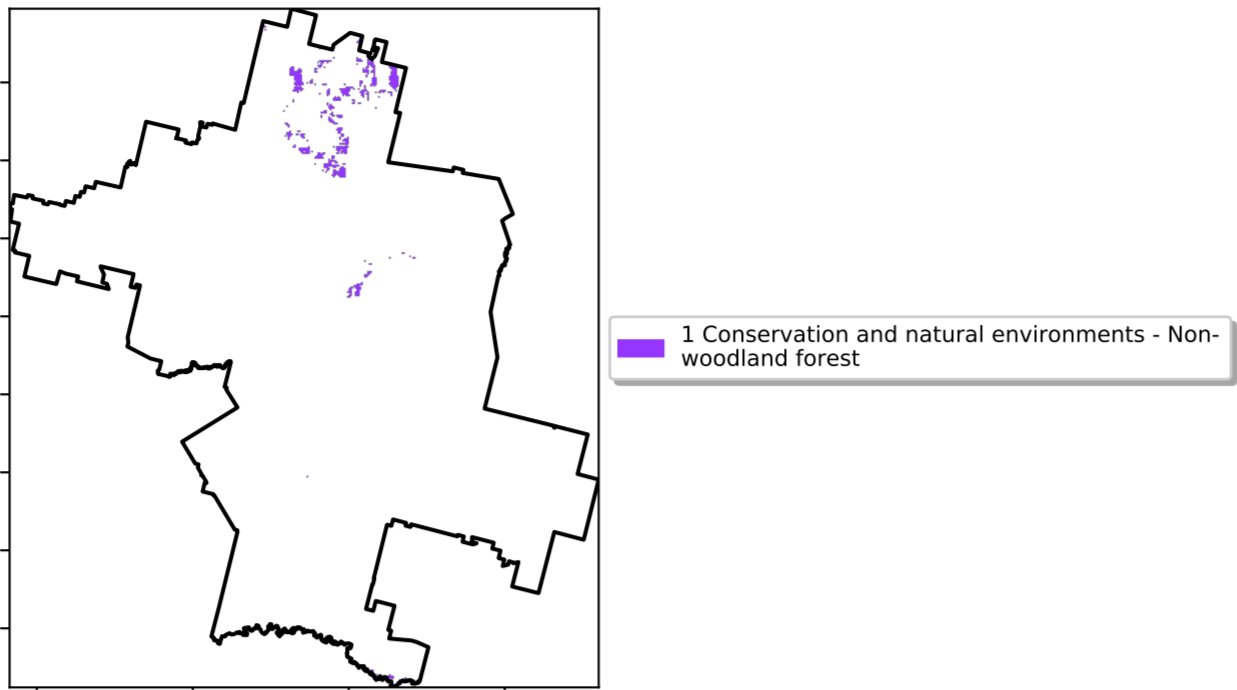 1 Conservation and natural environments - Non-
woodland forest